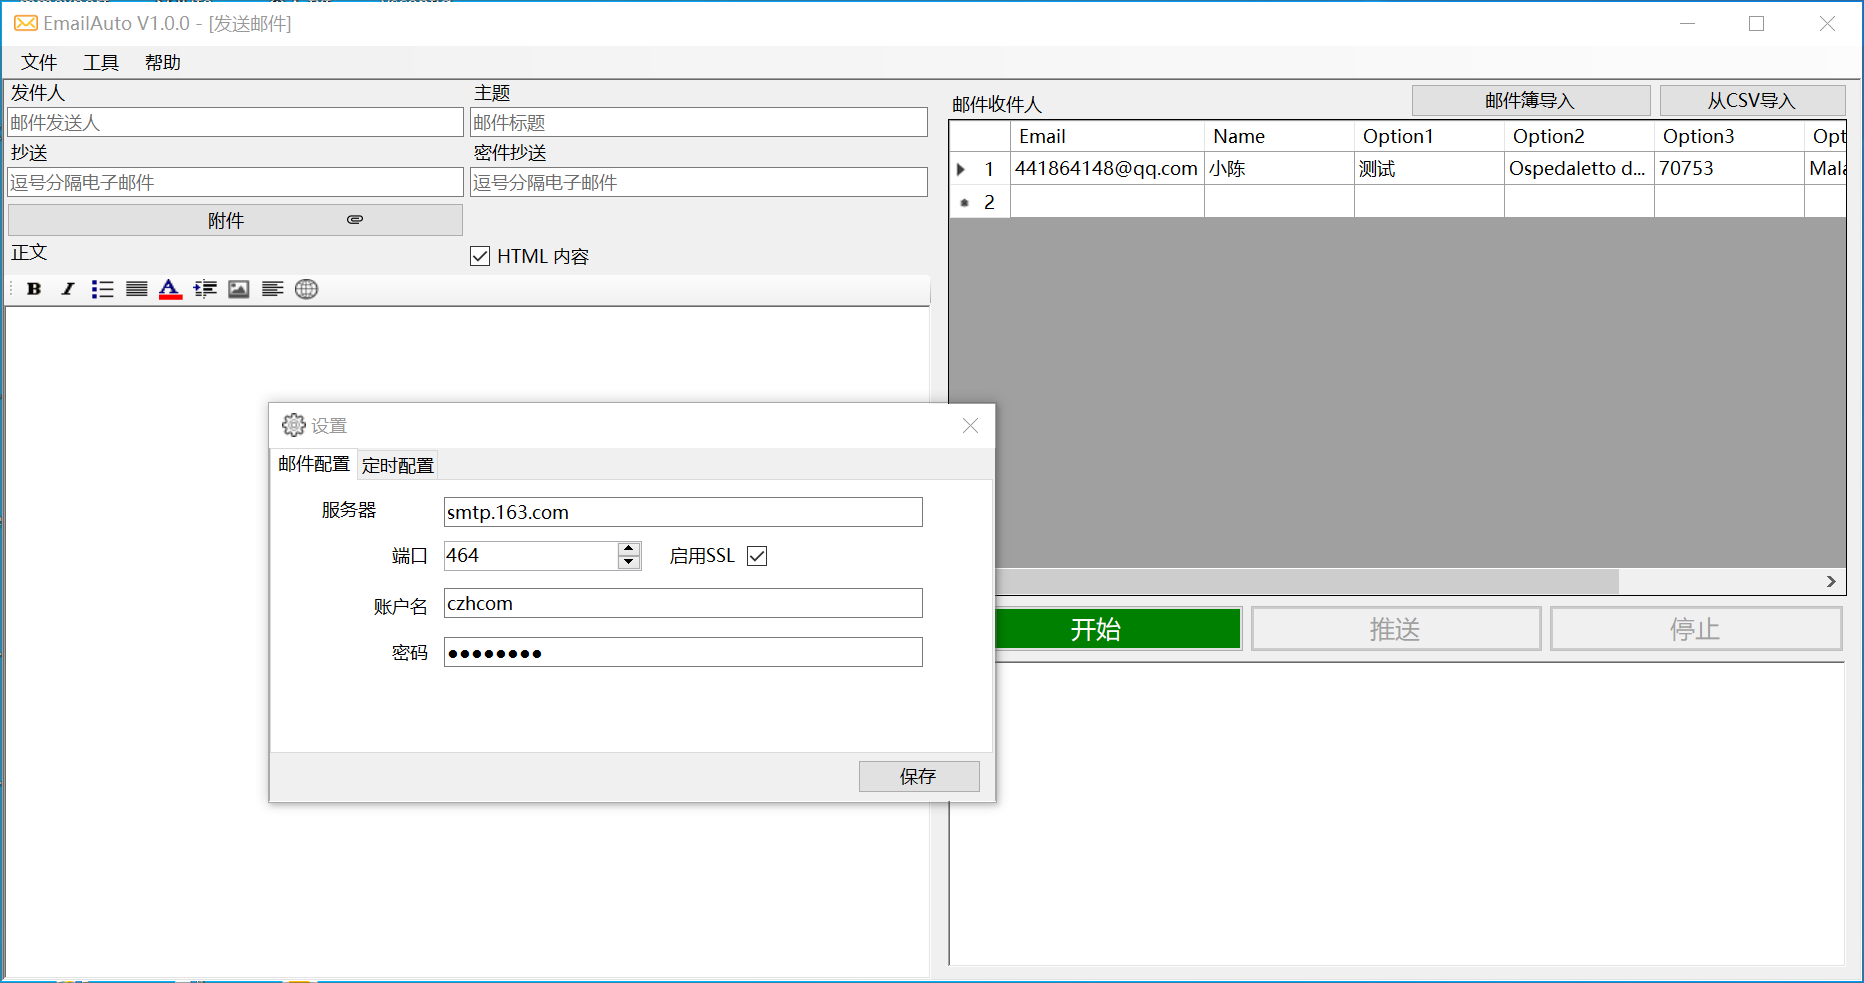 EmailAuto V1.0.0 - [发送邮件]
文件 工具 帮助
发件人 主题
邮件发送人 邮件标题
抄送 密件抄送
逗号分隔电子邮件 逗号分隔电子邮件
附件
正文 HTML 内容
B I A
邮件收件人 邮件簿导入 从CSV导入
Email Name Option1 Option2 Option3 Opt
1 441864148@qq.com 小陈 测试 Ospedaletto d... 70753 Mala
2
开始 推送 停止
设置
邮件配置 定时配置
服务器 smtp.163.com
端口 464 启用SSL
账户名 czhcom
密码 ●●●●●●●●
保存